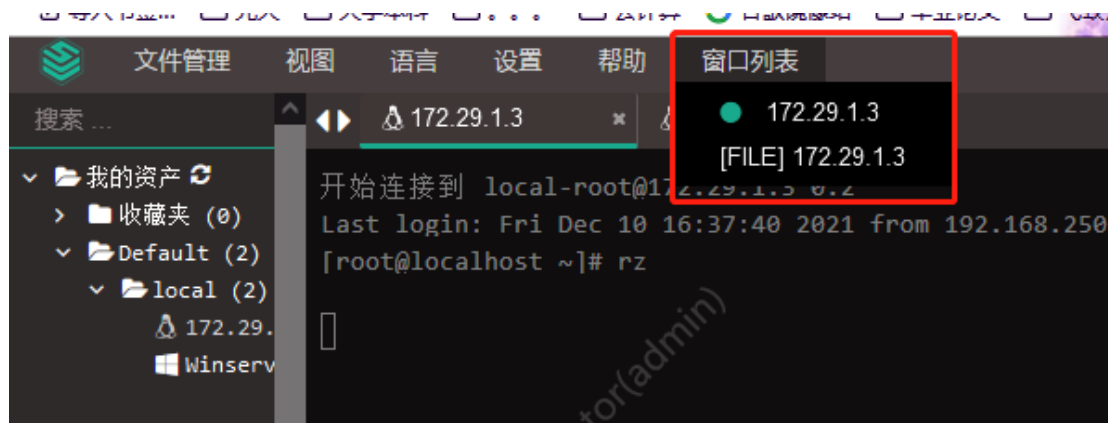 文件管理 视图 语言 设置 帮助 窗口列表
搜索 ...
172.29.1.3
172.29.1.3
[FILE] 172.29.1.3
我的资产
收藏夹 (0)
Default (2)
local (2)
172.29.
Winserv
开始连接到 local-root@172.29.1.3 0.2
Last login: Fri Dec 10 16:37:40 2021 from 192.168.250
[root@localhost ~]# rz
tor(admin)